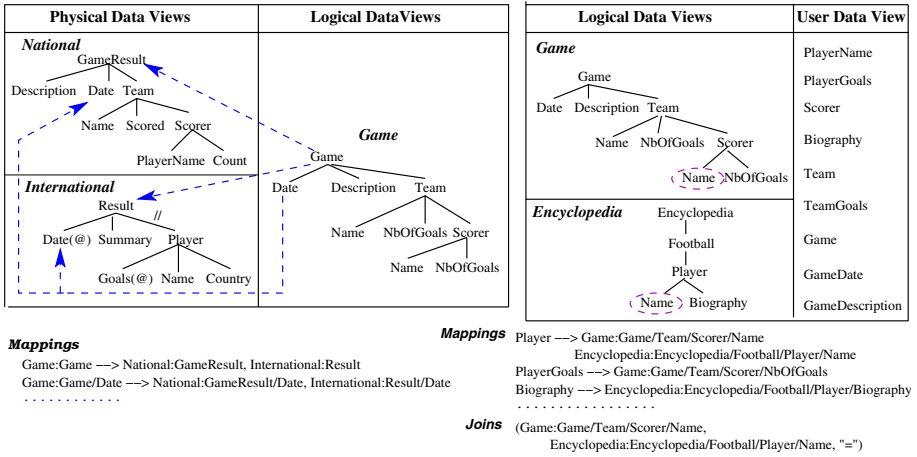 Physical Data Views
Logical DataViews
National
GameResult
Description Date Team
Name Scored Scorer
PlayerName Count
International
Result
//
Date(@) Summary Player
Goals(@) Name Country
Game
Game
Date Description Team
Name NbOfGoals Scorer
Name NbOfGoals
Mappings
Game:Game −−> National:GameResult, International:Result
Game:Game/Date −−> National:GameResult/Date, International:Result/Date
. . . . . . . . . . . .
Logical Data Views
User Data View
Game
Game
Date Description Team
Name NbOfGoals Scorer
Name NbOfGoals
Encyclopedia
Encyclopedia
Football
Player
Name Biography
PlayerName
PlayerGoals
Scorer
Biography
Team
TeamGoals
Game
GameDate
GameDescription
Mappings
Player −−> Game:Game/Team/Scorer/Name
Encyclopedia:Encyclopedia/Football/Player/Name
PlayerGoals −−> Game:Game/Team/Scorer/NbOfGoals
Biography −−> Encyclopedia:Encyclopedia/Football/Player/Biography
. . . . . . . . . . . . . . . . .
Joins
(Game:Game/Team/Scorer/Name,
Encyclopedia:Encyclopedia/Football/Player/Name, "=")